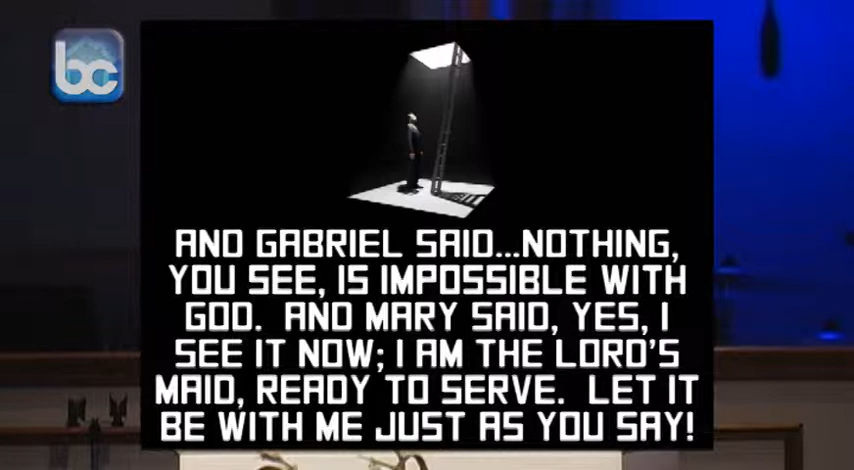 bc
AND GABRIEL SAID...NOTHING,
YOU SEE, IS IMPOSSIBLE WITH
GOD. AND MARY SAID, YES, I
SEE IT NOW; I AM THE LORD'S
MAID, READY TO SERVE. LET IT
BE WITH ME JUST AS YOU SAY!